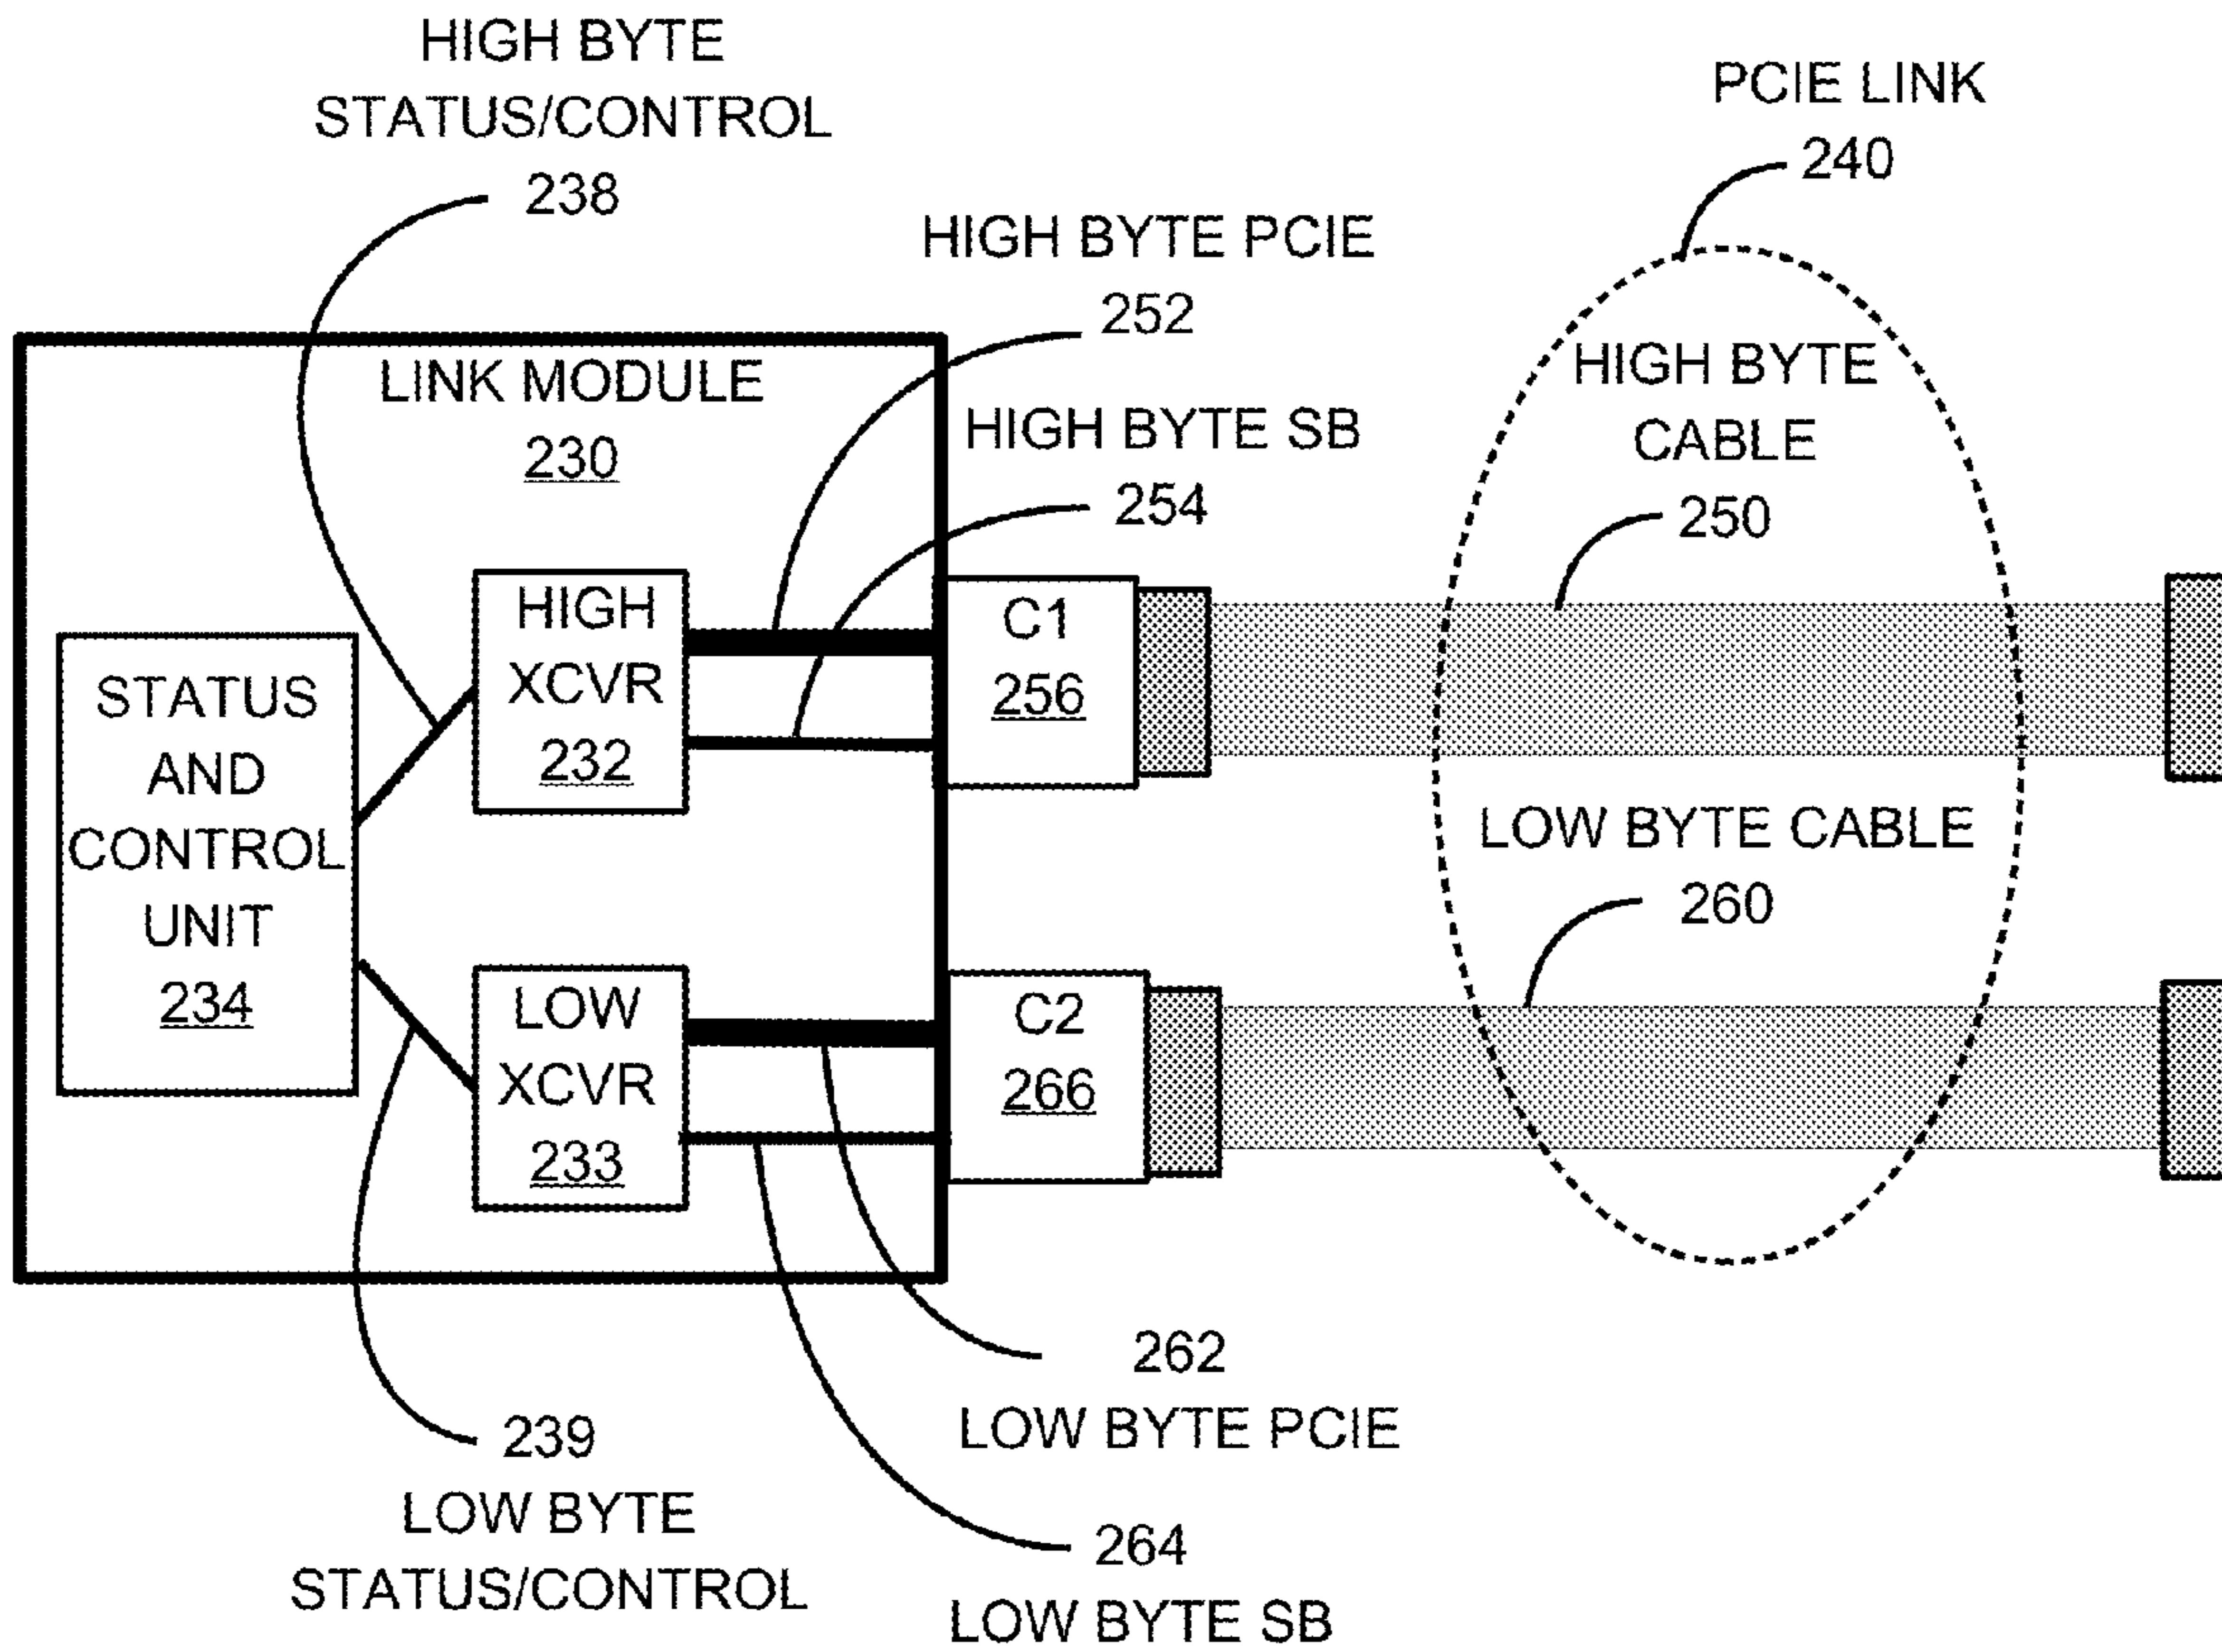 HIGH BYTE
STATUS/CONTROL
238
PCIE LINK
240
HIGH BYTE PCIE
252
HIGH BYTE SB
254
LINK MODULE
230
HIGH BYTE
CABLE
250
HIGH
XCVR
232
C1
256
STATUS
AND
CONTROL
UNIT
234
LOW BYTE CABLE
260
LOW
XCVR
233
C2
266
262
LOW BYTE PCIE
239
LOW BYTE
STATUS/CONTROL
264
LOW BYTE SB